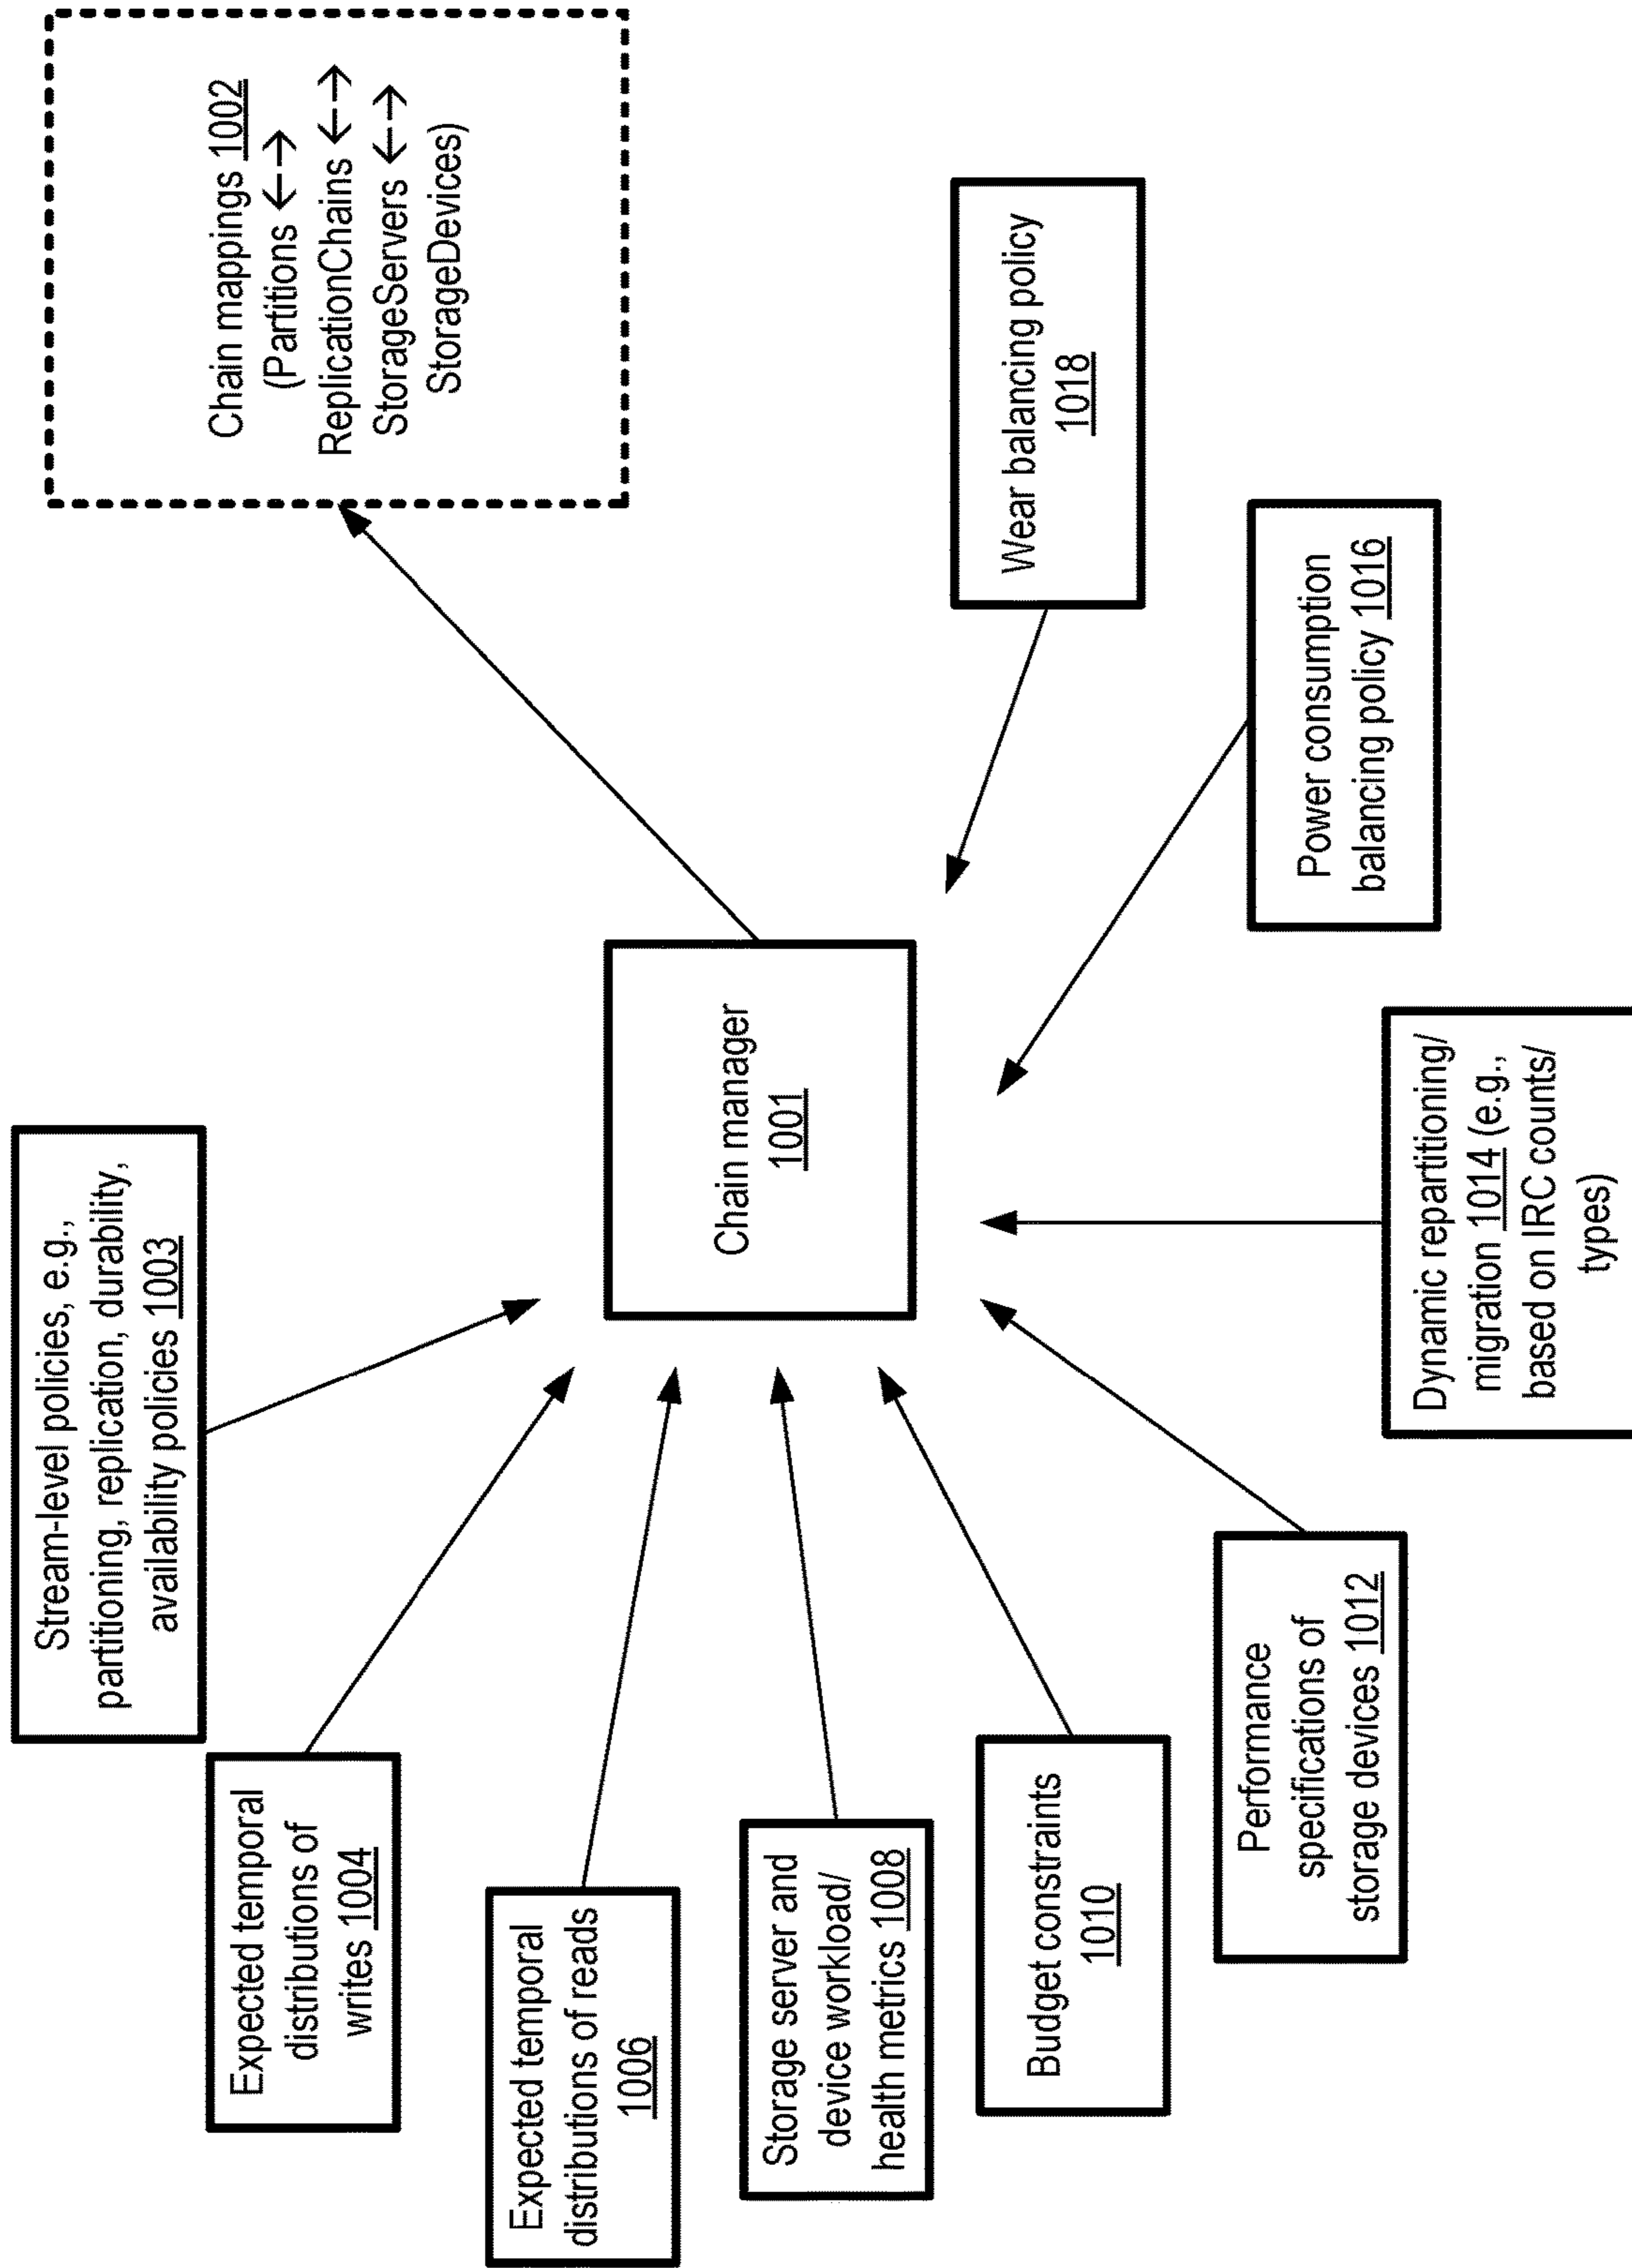 Stream-level policies, e.g.,
partitioning, replication, durability,
availability policies 1003
Expected temporal
distributions of
writes 1004
Expected temporal
distributions of reads
1006
Storage server and
device workload/
health metrics 1008
Budget constraints
1010
Performance
specifications of
storage devices 1012
Dynamic repartitioning/
migration 1014 (e.g.,
based on IRC counts/
types)
Power consumption
balancing policy 1016
Wear balancing policy
1018
Chain manager
1001
Chain mappings 1002
(Partitions ←→
ReplicationChains ←→
StorageServers ←→
StorageDevices)